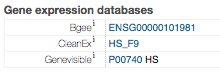 Gene expression databases
Bgee i ENSG00000101981
CleanEx i HS_F9
Genevisible i P00740 HS